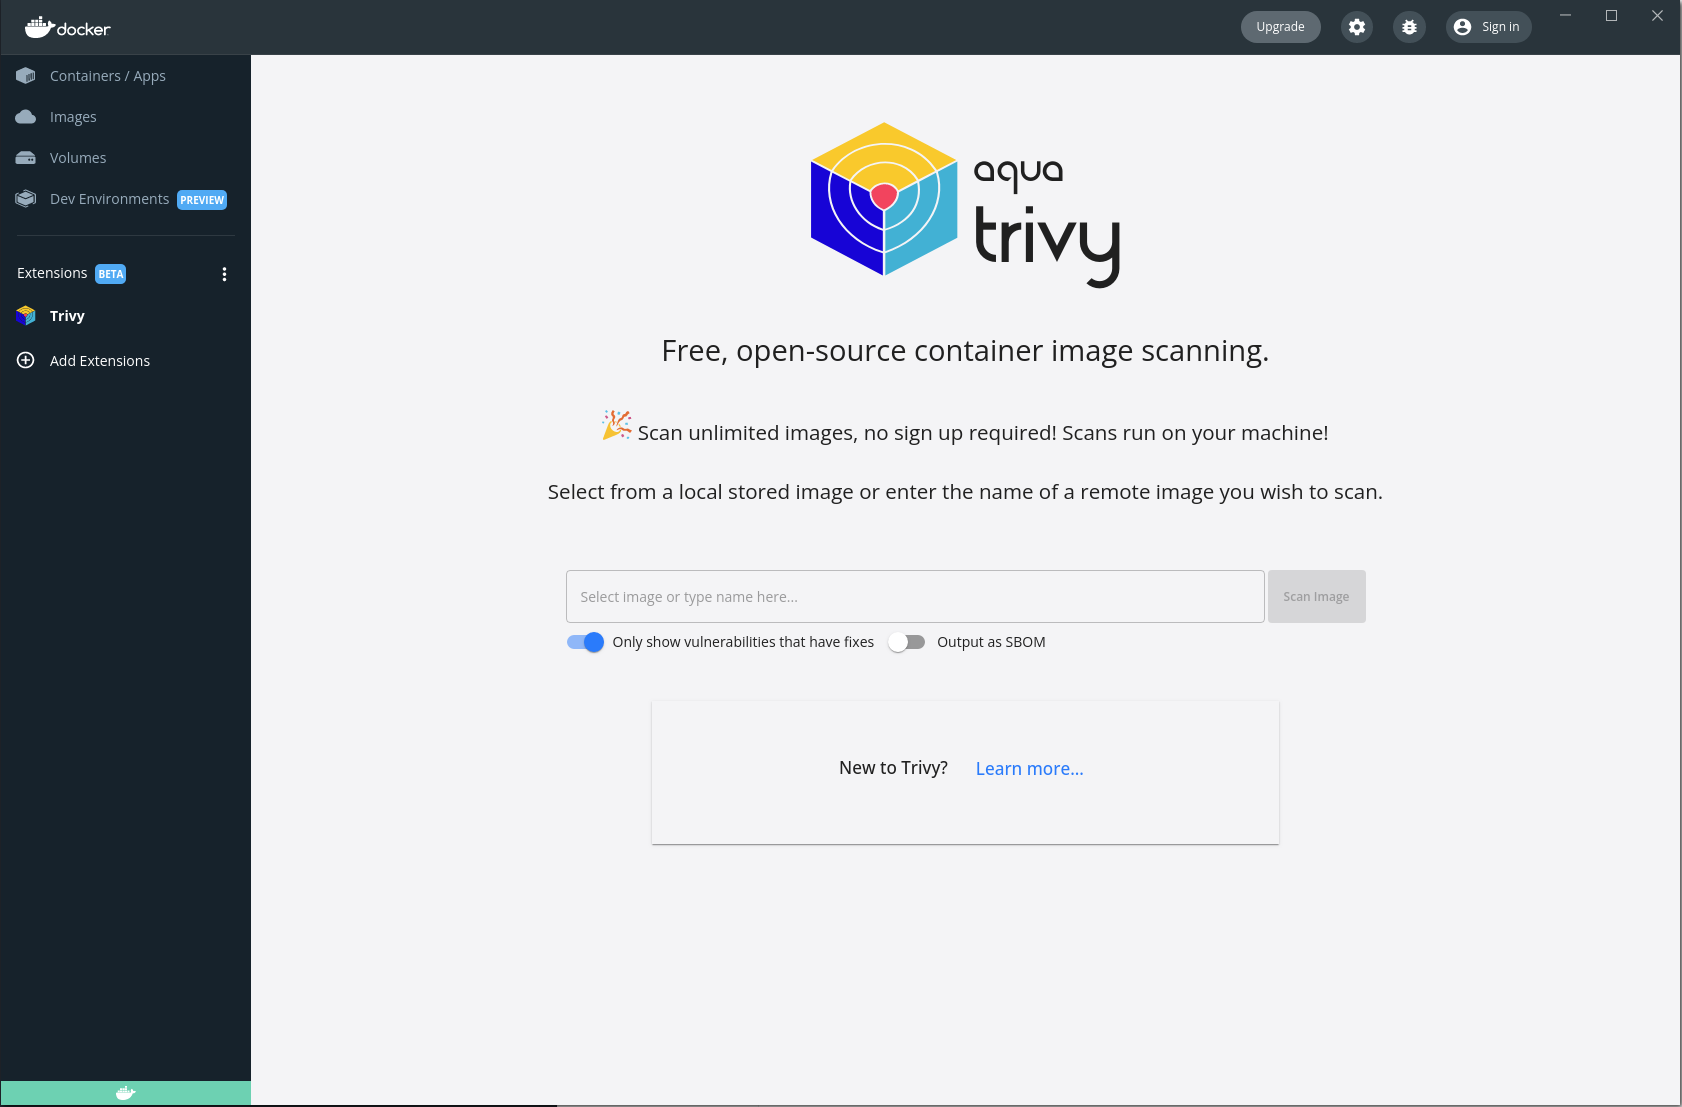 docker
Upgrade
Sign in
Containers / Apps
Images
Volumes
Dev Environments PREVIEW
Extensions BETA
Trivy
Add Extensions
aqua
trivy
Free, open-source container image scanning.
Scan unlimited images, no sign up required! Scans run on your machine!
Select from a local stored image or enter the name of a remote image you wish to scan.
Select image or type name here... Scan Image
Only show vulnerabilities that have fixes Output as SBOM
New to Trivy? Learn more...